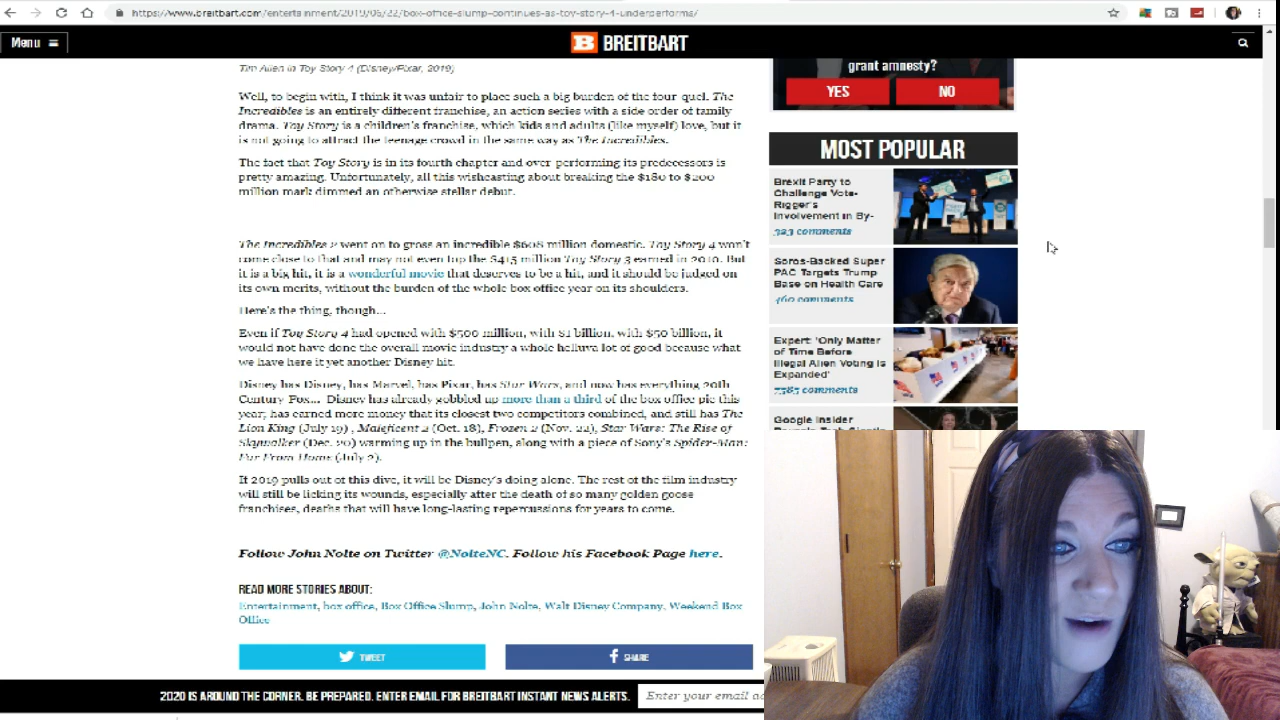 https://www.breitbart.com/entertainment/2019/06/22/box-office-slump-continues-as-toy-story-4-underperforms/
Menu
B BREITBART
Tim Allen in Toy Story 4 (Disney/Pixar, 2019)
Well, to begin with, I think it was unfair to place such a big burden of the four-quel. The
Incredibles is an entirely different franchise, an action series with a side order of family
drama. Toy Story is a children's franchise, which kids and adults (like myself) love, but it
is not going to attract the teenage crowd in the same way as The Incredibles.
The fact that Toy Story is in its fourth chapter and over-performing its predecessors is
pretty amazing. Unfortunately, all this wishcasting about breaking the $180 to $200
million mark dimmed an otherwise stellar debut.
The Incredibles 2 went on to gross an incredible $608 million domestic. Toy Story 4 won't
come close to that and may not even top the $415 million Toy Story 3 earned in 2010. But
it is a big hit, it is a wonderful movie that deserves to be a hit, and it should be judged on
its own merits, without the burden of the whole box office year on its shoulders.
Here's the thing, though…
Even if Toy Story 4 had opened with $500 million, with $1 billion, with $50 billion, it
would not have done the overall movie industry a whole helluva lot of good because what
we have here it yet another Disney hit.
Disney has Disney, has Marvel, has Pixar, has Star Wars, and now has everything 20th
Century Fox… Disney has already gobbled up more than a third of the box office pie this
year, has earned more money that its closest two competitors combined, and still has The
Lion King (July 19) , Maleficent 2 (Oct. 18), Frozen 2 (Nov. 22), Star Wars: The Rise of
Skywalker (Dec. 20) warming up in the bullpen, along with a piece of Sony's Spider-Man:
Far From Home (July 2).
If 2019 pulls out of this dive, it will be Disney's doing alone. The rest of the film industry
will still be licking its wounds, especially after the death of so many golden goose
franchises, deaths that will have long-lasting repercussions for years to come.
Follow John Nolte on Twitter @NolteNC. Follow his Facebook Page here.
READ MORE STORIES ABOUT:
Entertainment, box office, Box Office Slump, John Nolte, Walt Disney Company, Weekend Box
Office
TWEET
SHARE
2020 IS AROUND THE CORNER. BE PREPARED. ENTER EMAIL FOR BREITBART INSTANT NEWS ALERTS.
Enter your email ad
grant amnesty?
YES
NO
MOST POPULAR
Brexit Party to
Challenge Vote-
Rigger's
Involvement in By-
323 comments
Soros-Backed Super
PAC Targets Trump
Base on Health Care
460 comments
Expert: 'Only Matter
of Time Before
Illegal Alien Voting Is
Expanded'
7385 comments
Google Insider